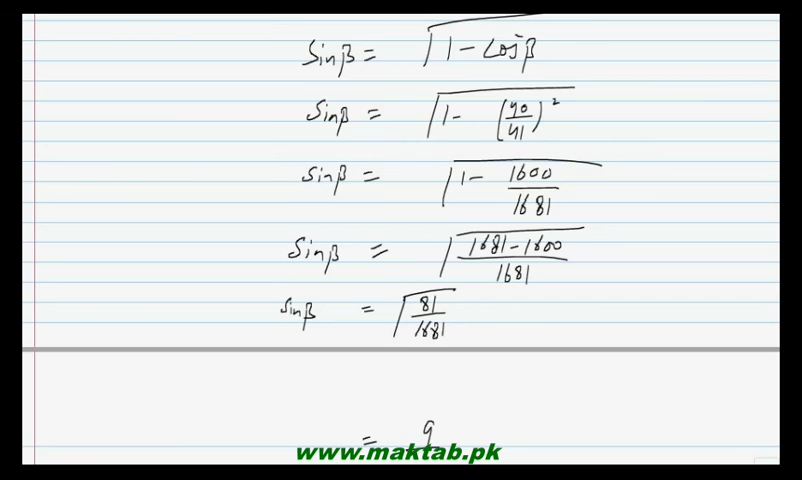 Sinβ = √1 - Cos²β
Sinβ = √1 - (40/41)²
Sinβ = √1 - 1600/1681
Sinβ = √1681 - 1600/1681
Sinβ = √81/1681
= 9
www.maktab.pk